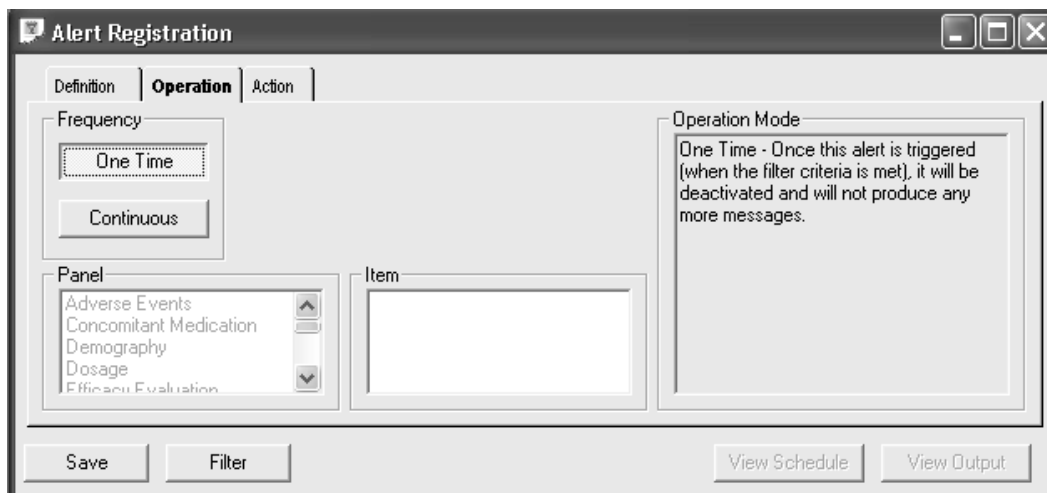 Alert Registration
Definition Operation Action
Frequency
One Time
Continuous
Operation Mode
One Time - Once this alert is triggered
(when the filter criteria is met), it will be
deactivated and will not produce any
more messages.
Panel
Adverse Events
Concomitant Medication
Demography
Dosage
Efficacy Evaluation
Item
Save Filter View Schedule View Output